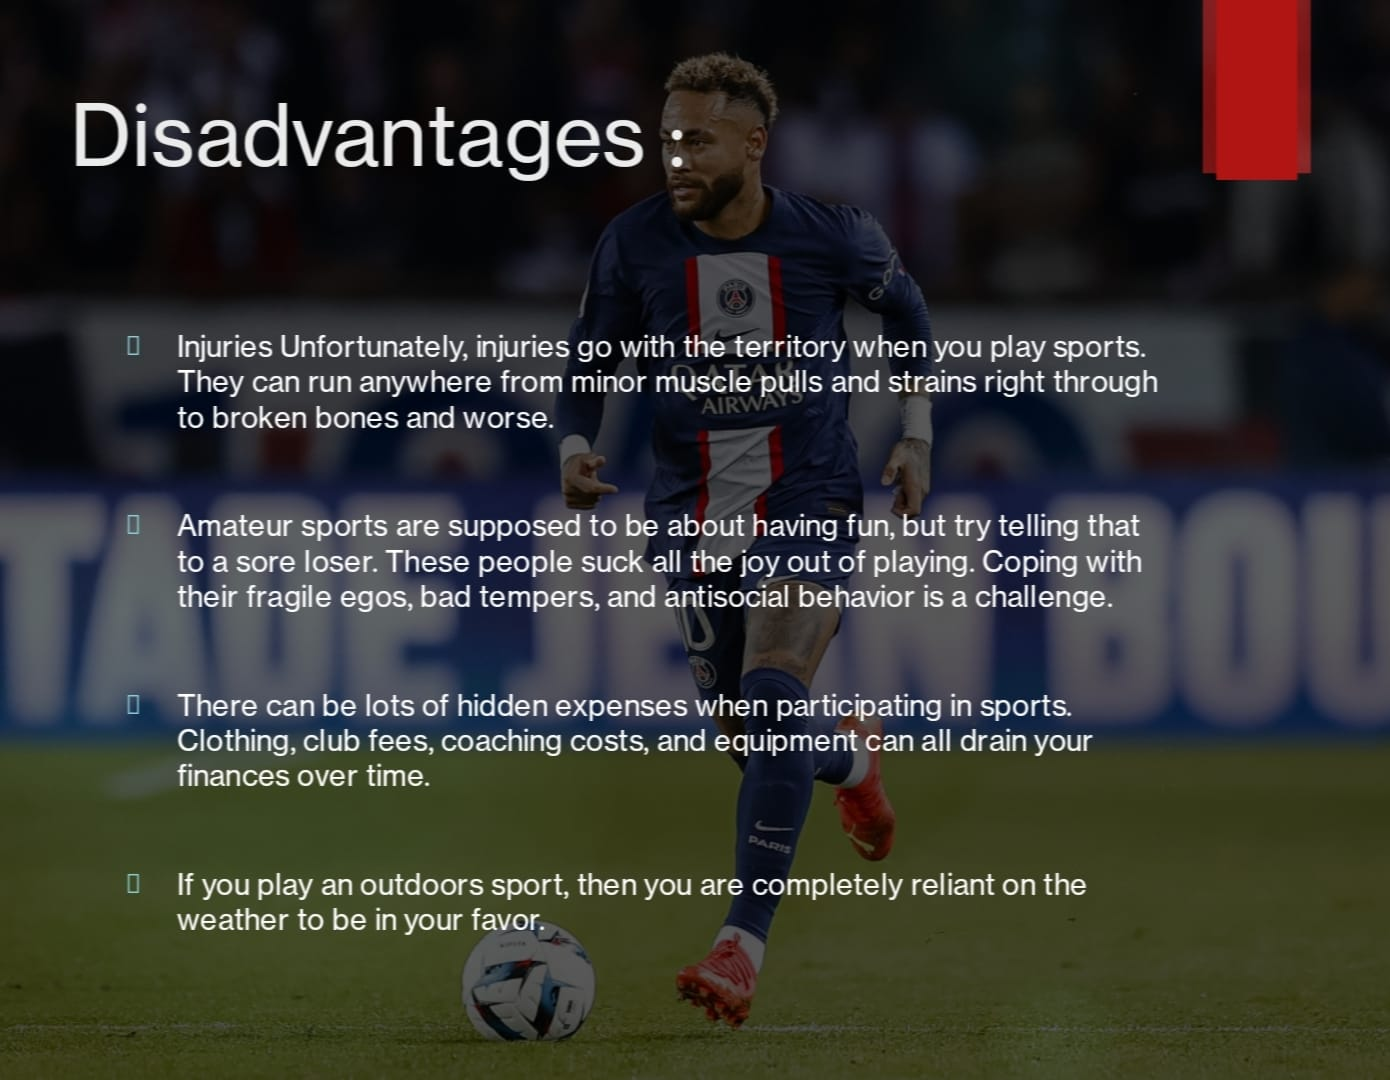 Disadvantages :
Injuries Unfortunately, injuries go with the territory when you play sports.
They can run anywhere from minor muscle pulls and strains right through
to broken bones and worse.
QATAR
AIRWAYS
Amateur sports are supposed to be about having fun, but try telling that
to a sore loser. These people suck all the joy out of playing. Coping with
their fragile egos, bad tempers, and antisocial behavior is a challenge.
10
There can be lots of hidden expenses when participating in sports.
Clothing, club fees, coaching costs, and equipment can all drain your
finances over time.
PARIS
If you play an outdoors sport, then you are completely reliant on the
weather to be in your favor.